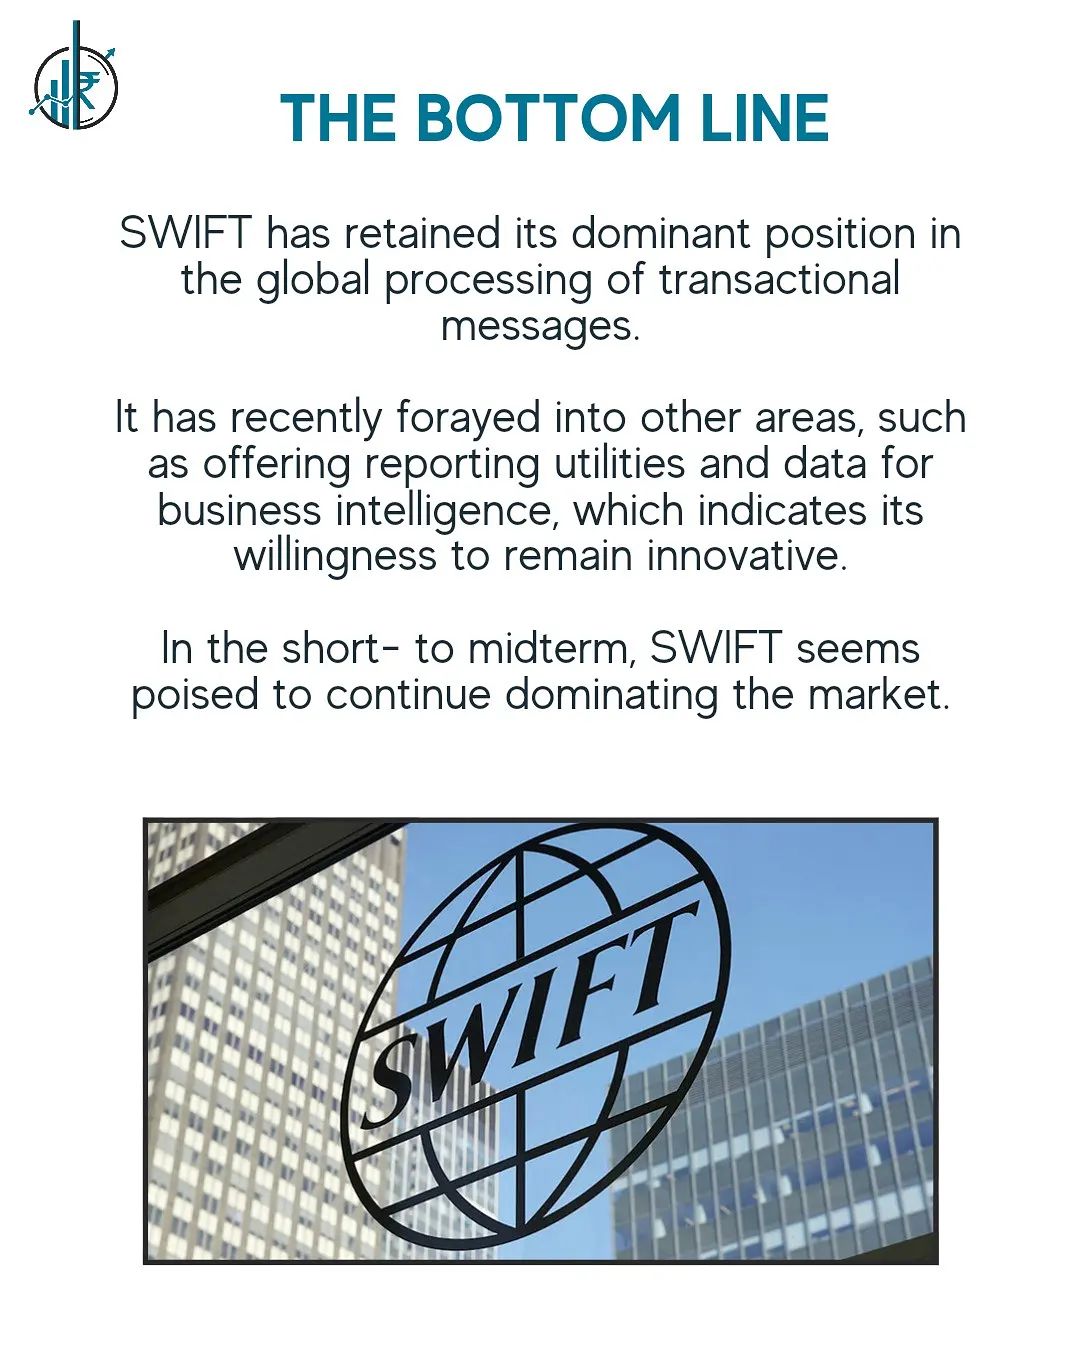 THE BOTTOM LINE
SWIFT has retained its dominant position in
the global processing of transactional
messages.
It has recently forayed into other areas, such
as offering reporting utilities and data for
business intelligence, which indicates its
willingness to remain innovative.
In the short- to midterm, SWIFT seems
poised to continue dominating the market.
SWIFT